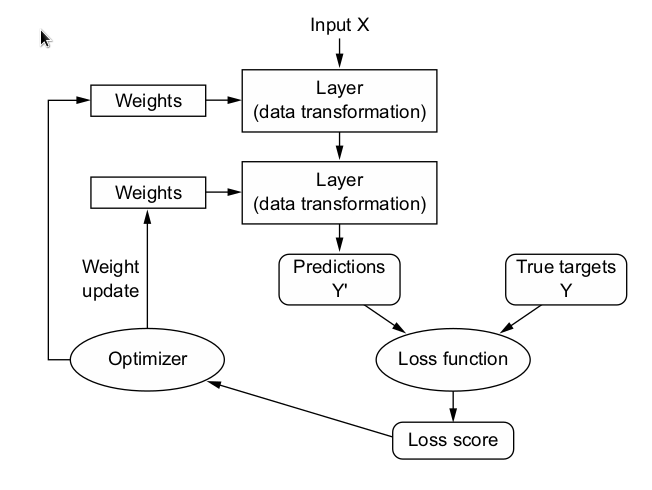 Input X
Layer
(data transformation)
Weights
Layer
(data transformation)
Weights
Weight
update
Predictions
Y'
True targets
Y
Optimizer
Loss function
Loss score